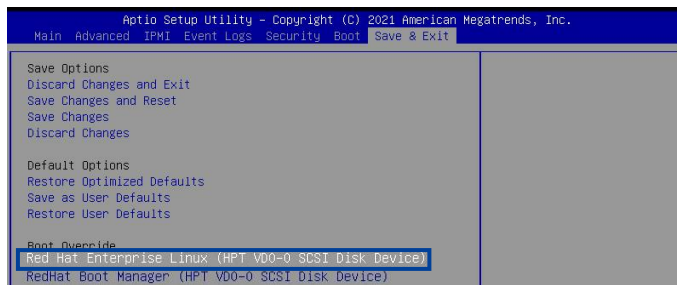 Aptio Setup Utility – Copyright (C) 2021 American Megatrends, Inc.
Main Advanced IPMI Event Logs Security Boot Save & Exit
Save Options
Discard Changes and Exit
Save Changes and Reset
Save Changes
Discard Changes
Default Options
Restore Optimized Defaults
Save as User Defaults
Restore User Defaults
Boot Override
Red Hat Enterprise Linux (HPT VD0-0 SCSI Disk Device)
RedHat Boot Manager (HPT VD0-0 SCSI Disk Device)